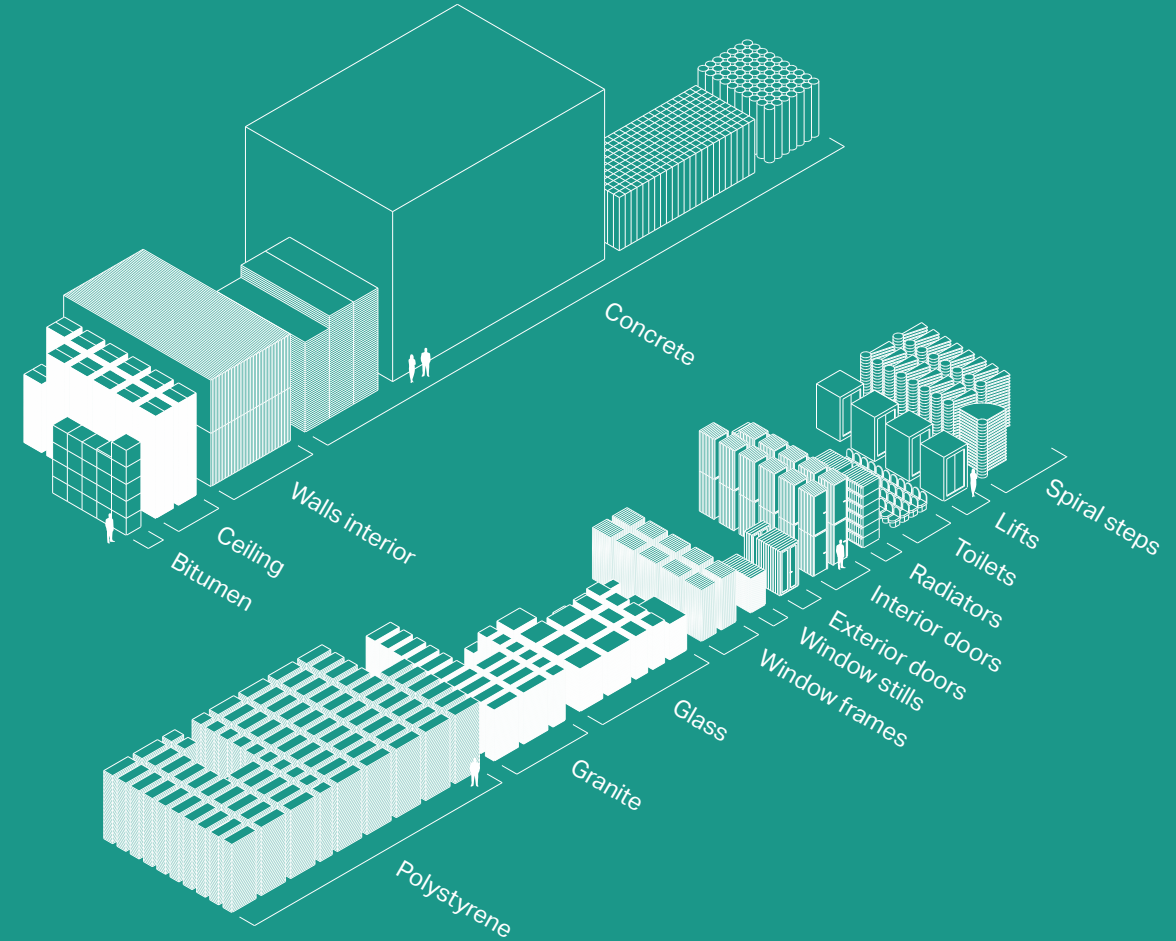 Concrete
Walls interior
Ceiling
Bitumen
Spiral steps
Lifts
Toilets
Radiators
Interior doors
Exterior doors
Window stills
Window frames
Glass
Granite
Polystyrene